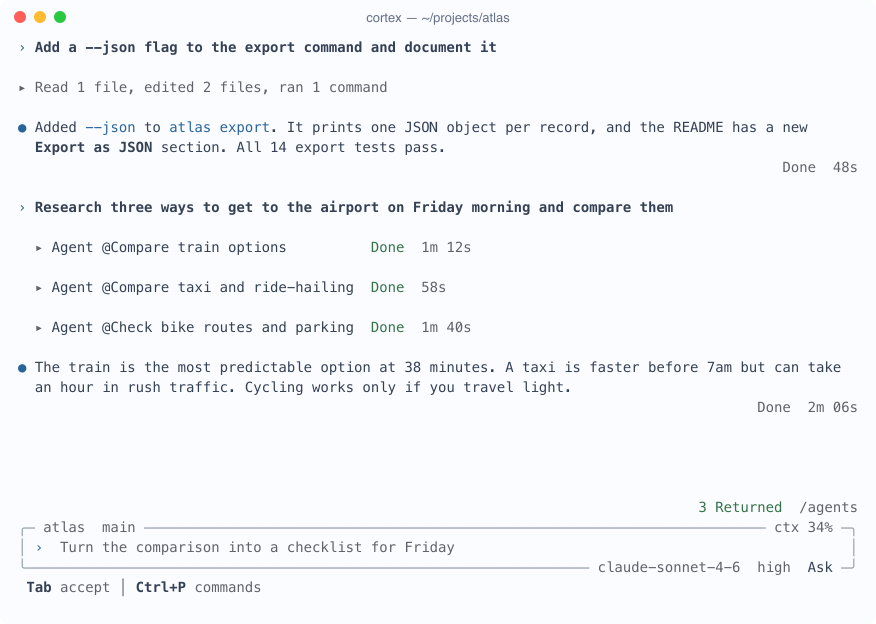 cortex — ~/projects/atlas
› Add a --json flag to the export command and document it
▸ Read 1 file, edited 2 files, ran 1 command
● Added --json to atlas export. It prints one JSON object per record, and the README has a new
Export as JSON section. All 14 export tests pass.
Done 48s
› Research three ways to get to the airport on Friday morning and compare them
▸ Agent @Compare train options Done 1m 12s
▸ Agent @Compare taxi and ride-hailing Done 58s
▸ Agent @Check bike routes and parking Done 1m 40s
● The train is the most predictable option at 38 minutes. A taxi is faster before 7am but can take
an hour in rush traffic. Cycling works only if you travel light.
Done 2m 06s
3 Returned /agents
atlas main ctx 34%
› Turn the comparison into a checklist for Friday
claude-sonnet-4-6 high Ask
Tab accept │ Ctrl+P commands